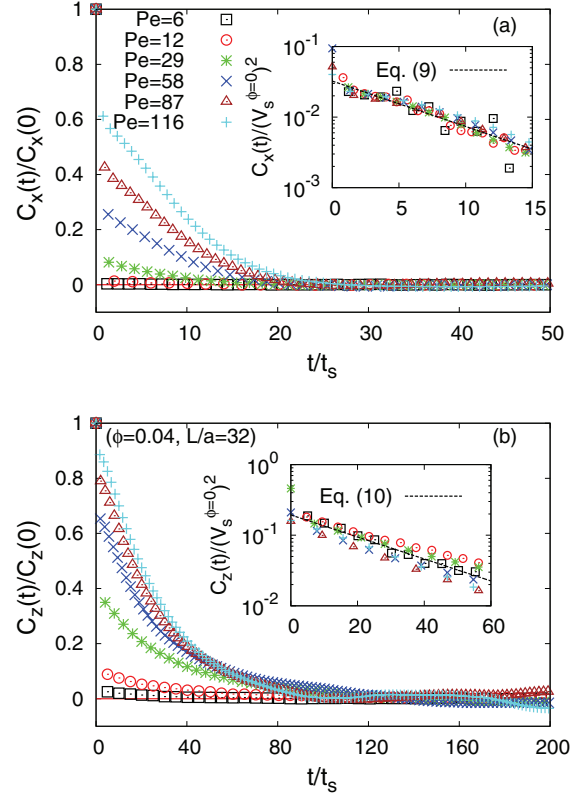 1
0.8
0.6
0.4
0.2
0
0 10 20 30 40 50
C_x(t)/C_x(0)
t/t_s
Pe=6
Pe=12
Pe=29
Pe=58
Pe=87
Pe=116
(a)
Eq. (9)
10^-1
10^-2
10^-3
0 5 10 15
C_x(t)/(V_s^{ϕ=0})^2
1
0.8
0.6
0.4
0.2
0
0 40 80 120 160 200
C_z(t)/C_z(0)
t/t_s
(ϕ=0.04, L/a=32)
(b)
Eq. (10)
10^0
10^-1
10^-2
0 20 40 60
C_z(t)/(V_s^{ϕ=0})^2